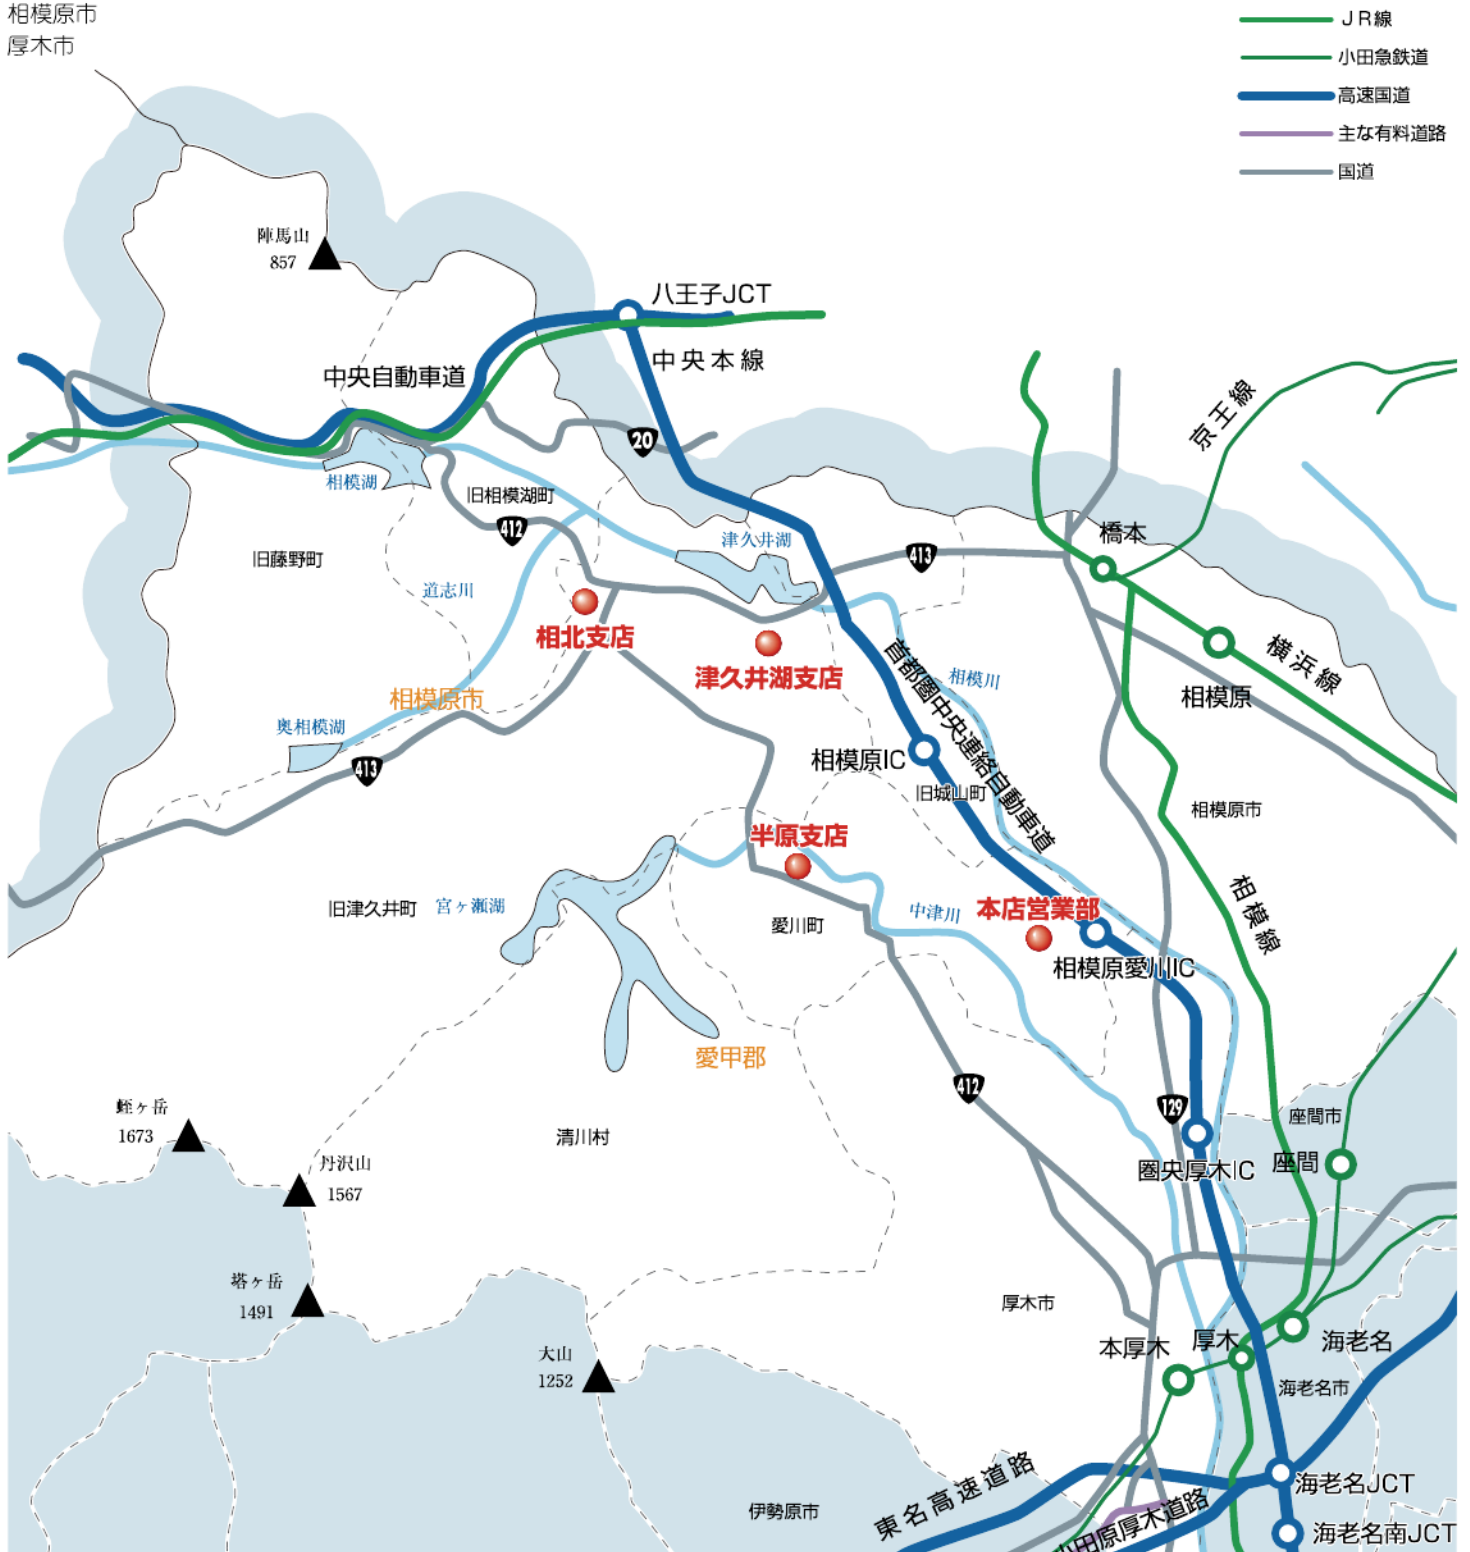 相模原市
厚木市
JR線
小田急鉄道
高速国道
主な有料道路
国道
陣馬山
857
八王子JCT
中央本線
中央自動車道
京王線
20
相模湖
旧相模湖町
412
津久井湖
413
橋本
旧藤野町
道志川
相北支店
津久井湖支店
首都圏中央連絡自動車道
相模川
横浜線
相模原
相模原市
奥相模湖
413
相模原IC
旧城山町
相模原市
半原支店
旧津久井町
宮ヶ瀬湖
愛川町
中津川
本店営業部
相模線
相模原愛川IC
愛甲郡
412
129
蛭ヶ岳
1673
清川村
座間市
丹沢山
1567
圏央厚木IC
座間
塔ヶ岳
1491
厚木市
大山
1252
本厚木
厚木
海老名
海老名市
東名高速道路
海老名JCT
伊勢原市
小田原厚木道路
海老名南JCT